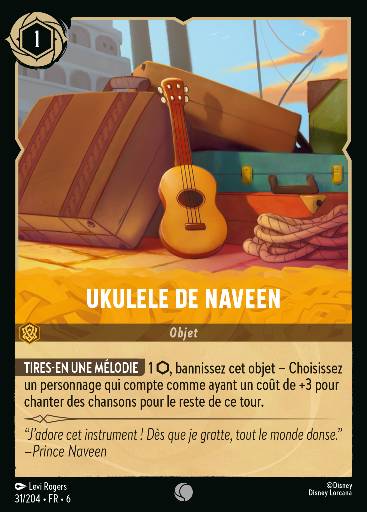 1
UKULELE DE NAVEEN
Objet
TIRES-EN UNE MÉLODIE 1 ⬡, bannissez cet objet – Choisissez
un personnage qui compte comme ayant un coût de +3 pour
chanter des chansons pour le reste de ce tour.
“J’adore cet instrument ! Dès que je gratte, tout le monde danse.”
–Prince Naveen
Levi Rogers
©Disney
31/204 • FR • 6
Disney Lorcana